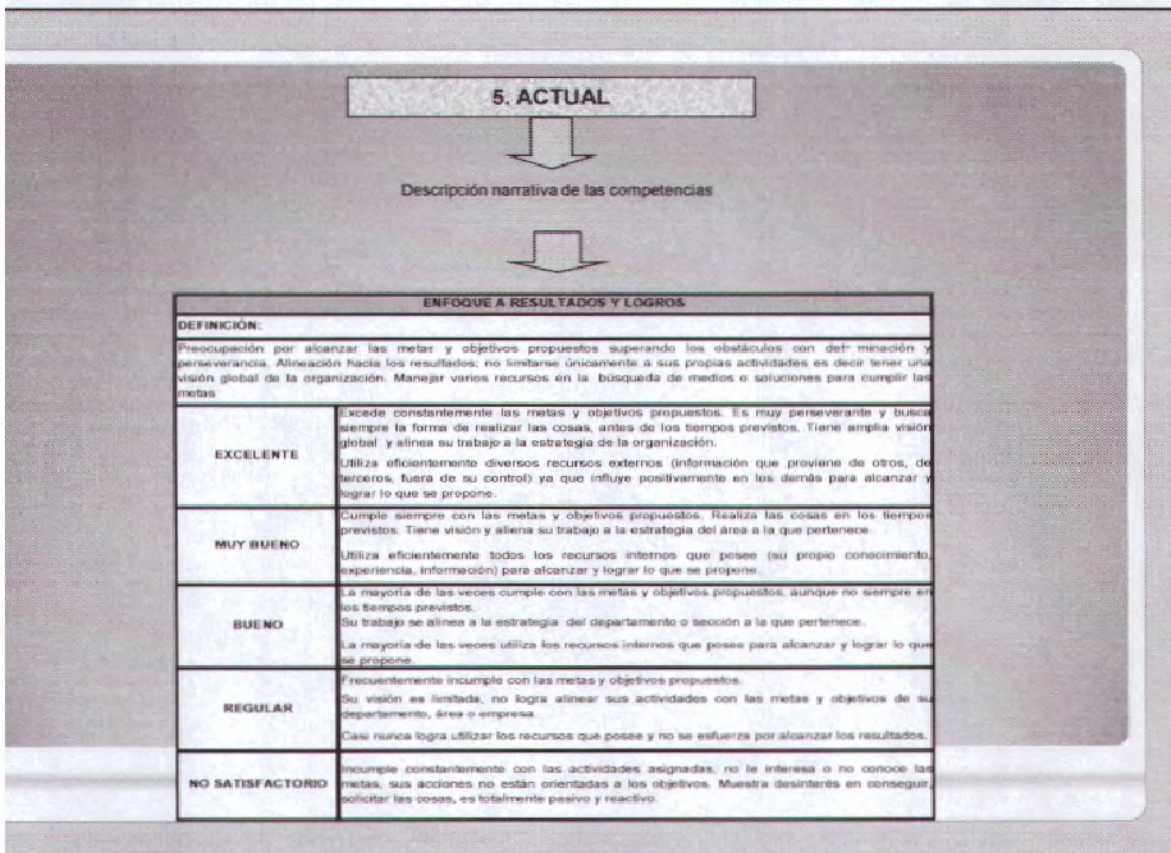 5. ACTUAL
Descripción narrativa de las competencias
ENFOQUE A RESULTADOS Y LOGROS
DEFINICIÓN:
Preocupación por alcanzar las metar y objetivos propuestos superando los obstáculos con det minación y
perseverancia. Alineación hacia los resultados; no limitarse únicamente a sus propias actividades es decir tener una
visión global de la organización. Manejar varios recursos en la búsqueda de medios o soluciones para cumplir las
metas
EXCELENTE
Excede constantemente las metas y objetivos propuestos. Es muy perseverante y busca
siempre la forma de realizar las cosas, antes de los tiempos previstos. Tiene amplia visión
global y alinea su trabajo a la estrategia de la organización.
Utiliza eficientemente diversos recursos externos (información que proviene de otros, de
terceros, fuera de su control) ya que influye positivamente en los demás para alcanzar y
lograr lo que se propone.
MUY BUENO
Cumple siempre con las metas y objetivos propuestos. Realiza las cosas en los tiempos
previstos. Tiene visión y aliena su trabajo a la estrategia del área a la que pertenece.
Utiliza eficientemente todos los recursos internos que posee (su propio conocimiento,
experiencia, información) para alcanzar y lograr lo que se propone.
BUENO
La mayoría de las veces cumple con las metas y objetivos propuestos, aunque no siempre en
los tiempos previstos.
Su trabajo se alinea a la estrategia del departamento o sección a la que pertenece.
La mayoría de las veces utiliza los recursos internos que posee para alcanzar y lograr lo que
se propone.
REGULAR
Frecuentemente incumple con las metas y objetivos propuestos.
Su visión es limitada, no logra alinear sus actividades con las metas y objetivos de su
departamento, área o empresa.
Casi nunca logra utilizar los recursos que posee y no se esfuerza por alcanzar los resultados.
NO SATISFACTORIO
Incumple constantemente con las actividades asignadas, no le interesa o no conoce las
metas, sus acciones no están orientadas a los objetivos. Muestra desinterés en conseguir,
solicitar las cosas, es totalmente pasivo y reactivo.